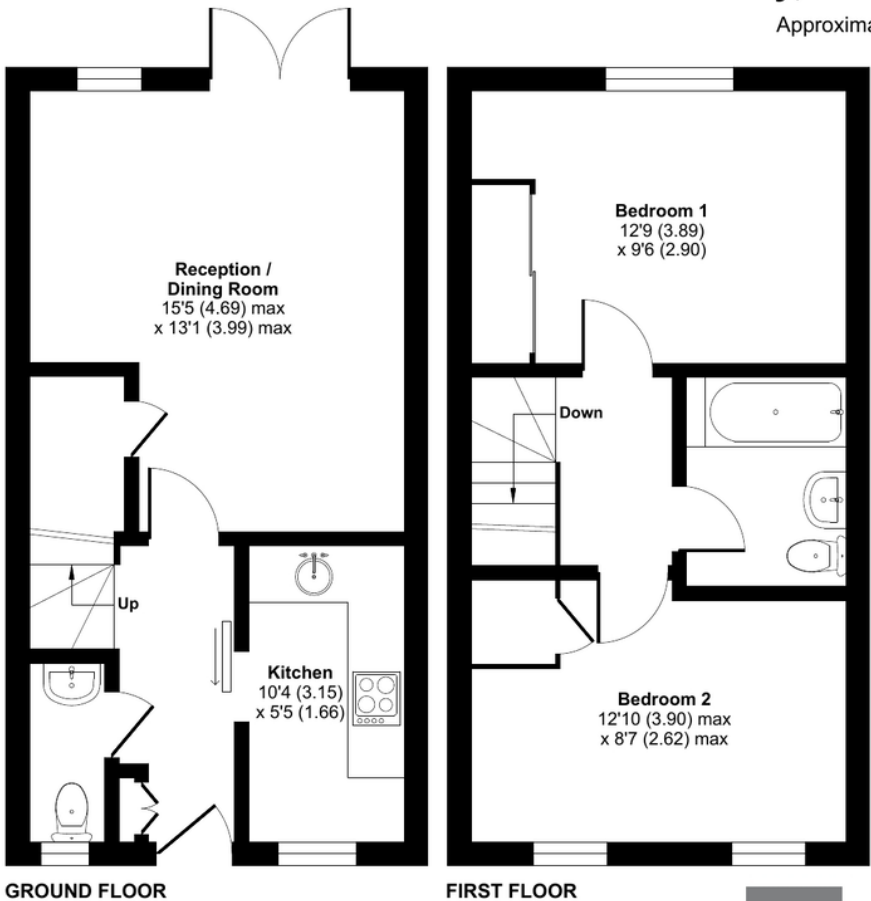 Approxima
Reception /
Dining Room
15'5 (4.69) max
x 13'1 (3.99) max
Up
Kitchen
10'4 (3.15)
x 5'5 (1.66)
GROUND FLOOR
Bedroom 1
12'9 (3.89)
x 9'6 (2.90)
Down
Bedroom 2
12'10 (3.90) max
x 8'7 (2.62) max
FIRST FLOOR